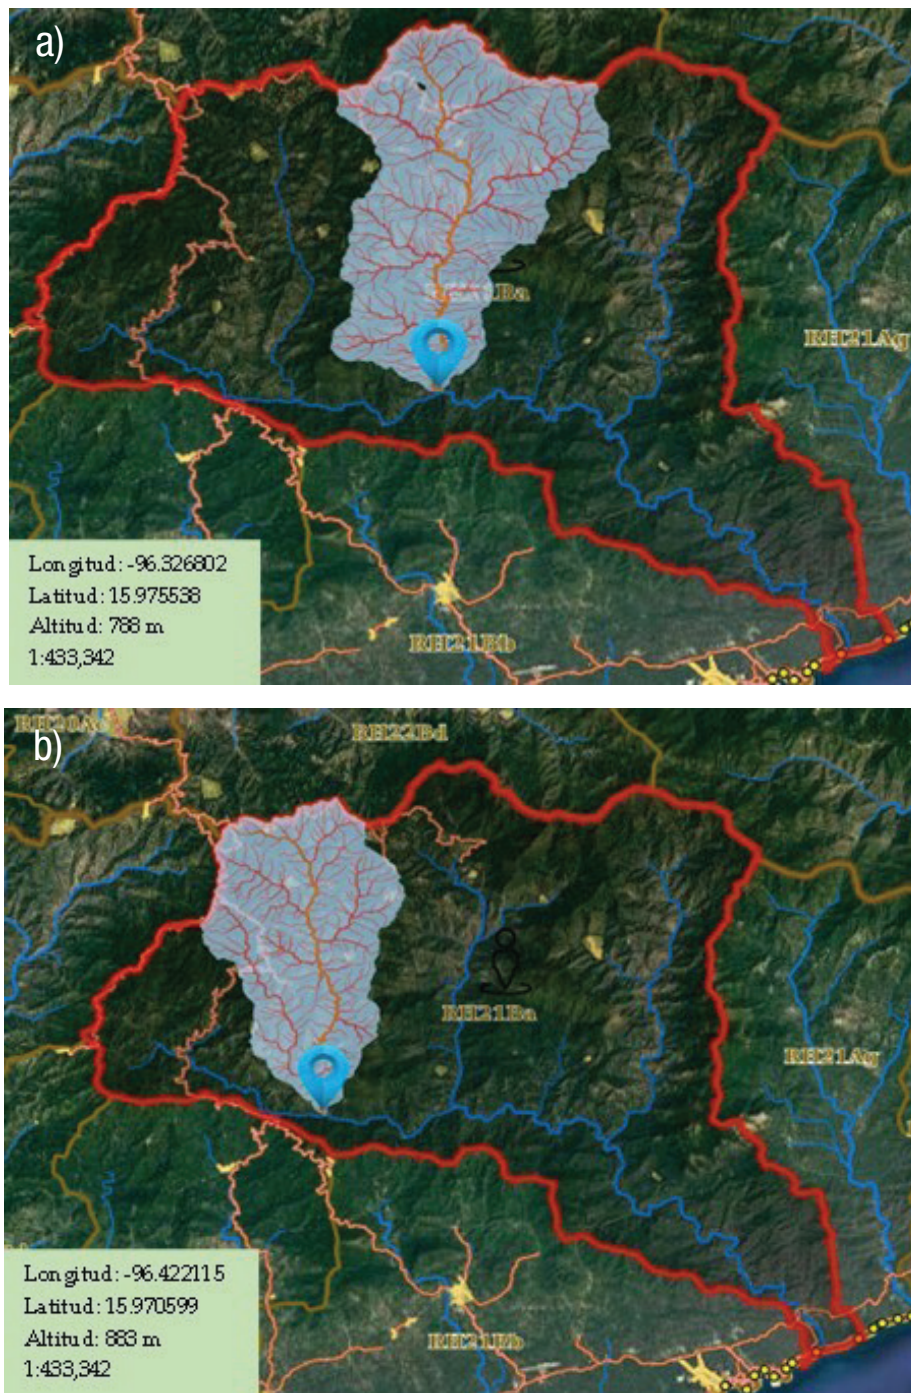 a)
RH21Ag
Longitud: -96.326802
Latitud: 15.975538
Altitud: 788 m
1:433,342
RH21Bb
b)
RH22Bd
RH21Ba
RH21Ag
Longitud: -96.422115
Latitud: 15.970599
Altitud: 883 m
1:433,342
RH21Bb